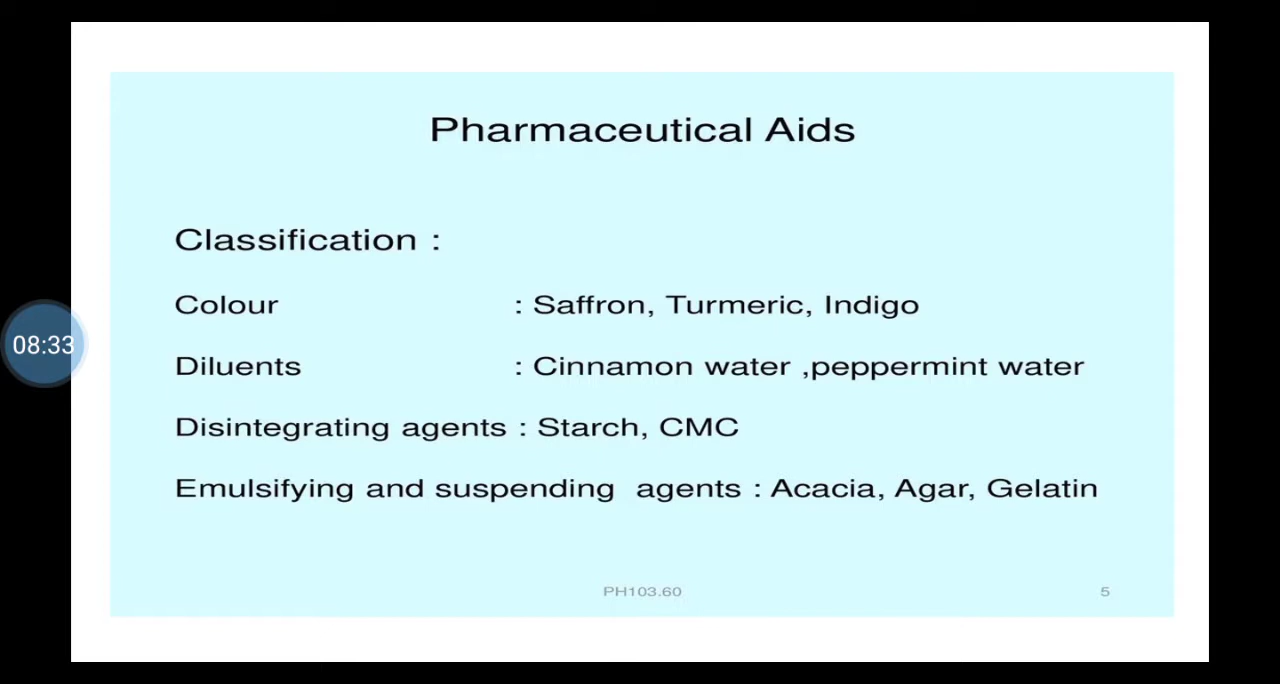 Pharmaceutical Aids
Classification :
Colour : Saffron, Turmeric, Indigo
08:33
Diluents : Cinnamon water ,peppermint water
Disintegrating agents : Starch, CMC
Emulsifying and suspending agents : Acacia, Agar, Gelatin
PH103.60 5